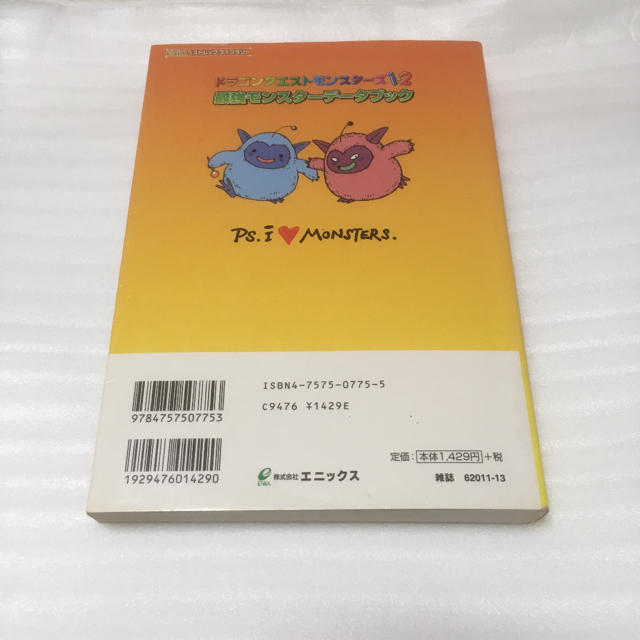 ドラゴンクエストモンスターズ1・2
最強モンスターデータブック
PS. I ♥ MONSTERS.
ISBN4-7575-0775-5
C9476 ¥1429E
9784757507753
定価：本体1,429円+税
1929476014290
株式会社 エニックス
雑誌 62011-13